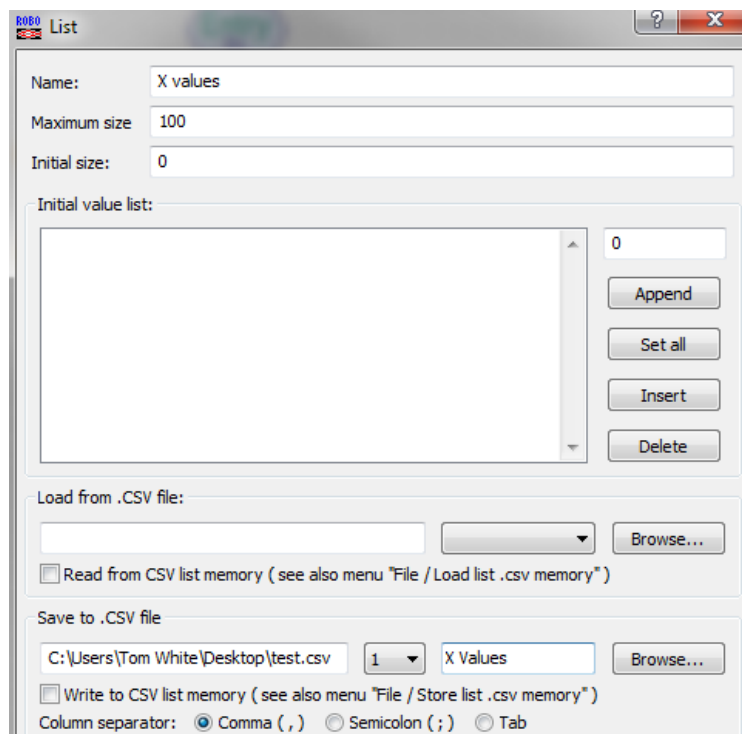 ROBO List ? X
Name: X values
Maximum size 100
Initial size: 0
Initial value list:
0
Append
Set all
Insert
Delete
Load from .CSV file:
Browse...
Read from CSV list memory ( see also menu "File / Load list .csv memory" )
Save to .CSV file
C:\Users\Tom White\Desktop\test.csv 1 X Values Browse...
Write to CSV list memory ( see also menu "File / Store list .csv memory" )
Column separator: Comma ( , ) Semicolon ( ; ) Tab